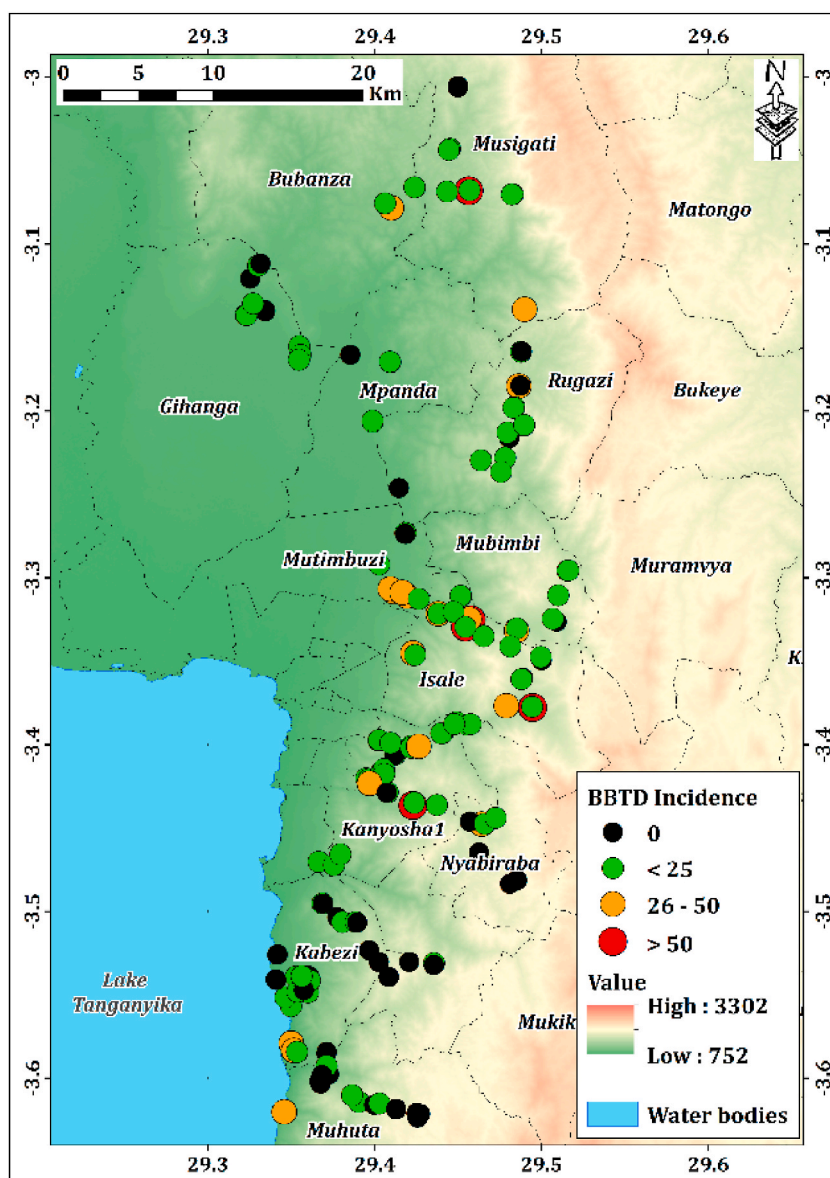 29.3 29.4 29.5 29.6
0 5 10 20
Km
N
-3
-3
Musigati
Bubanza
Matongo
-3.1
-3.1
Gihanga
Mpanda
Rugazi
Bukeye
-3.2
-3.2
Mutimbuzi
Mubimbi
Muramvya
-3.3
-3.3
Isale
K
-3.4
-3.4
Kanyosha1
Nyabiraba
-3.5
-3.5
Kabezi
Lake
Tanganyika
Mukik
-3.6
-3.6
Muhuta
BBTD Incidence
0
< 25
26 - 50
> 50
Value
High : 3302
Low : 752
Water bodies
29.3 29.4 29.5 29.6